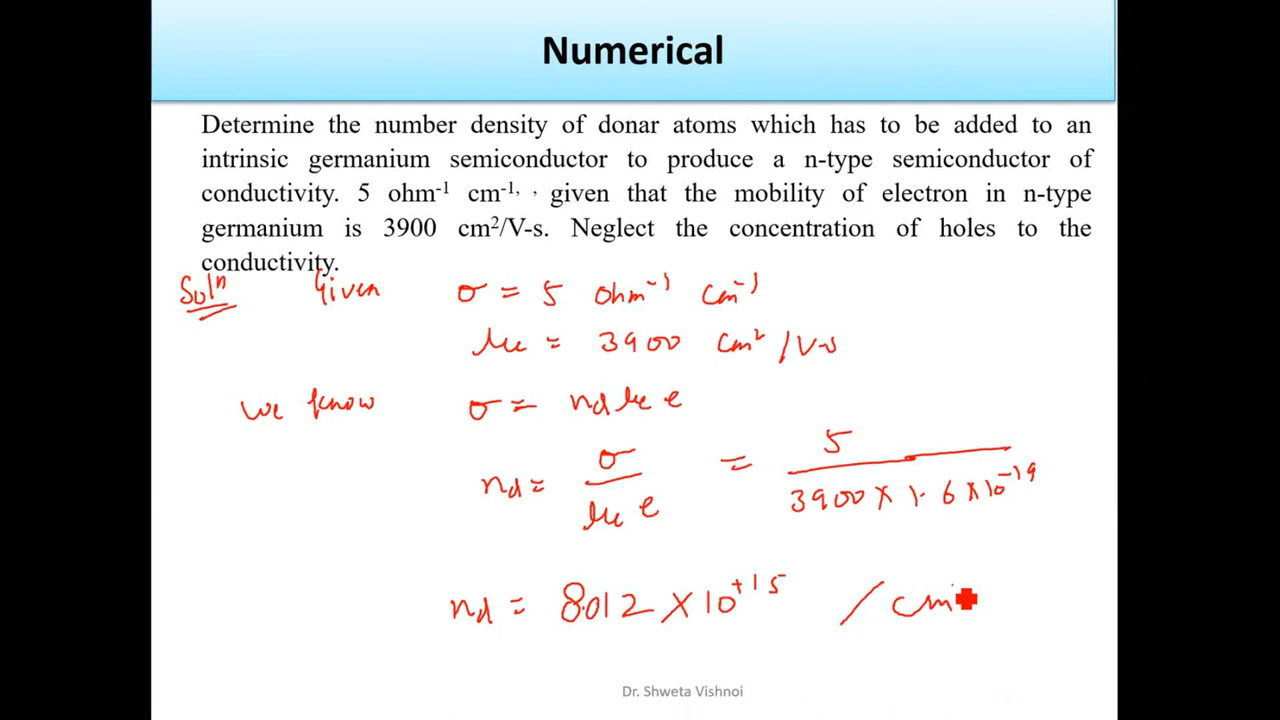 Numerical
Determine the number density of donar atoms which has to be added to an
intrinsic germanium semiconductor to produce a n-type semiconductor of
conductivity. 5 ohm⁻¹ cm⁻¹, , given that the mobility of electron in n-type
germanium is 3900 cm²/V-s. Neglect the concentration of holes to the
conductivity.
Solⁿ Given σ = 5 ohm⁻¹ cm⁻¹
μe = 3900 cm² /V-s
We know σ = nd μe e
nd = σ / μe e = 5 / 3900 × 1.6 × 10⁻¹⁹
nd = 8.012 × 10⁺¹⁵ / cm
Dr. Shweta Vishnoi